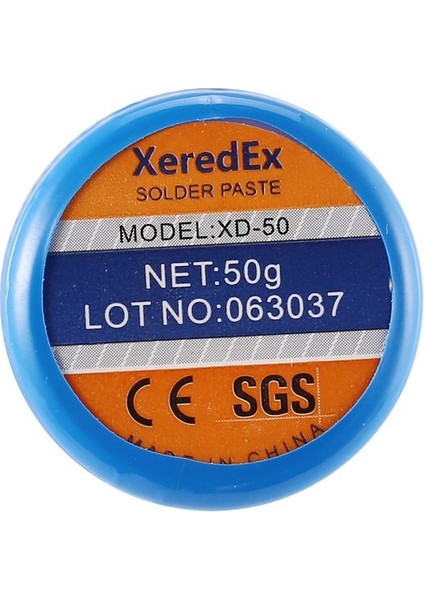 XeredEx
SOLDER PASTE
MODEL:XD-50
NET:50g
LOT NO:063037
CE SGS
MADE IN CHINA